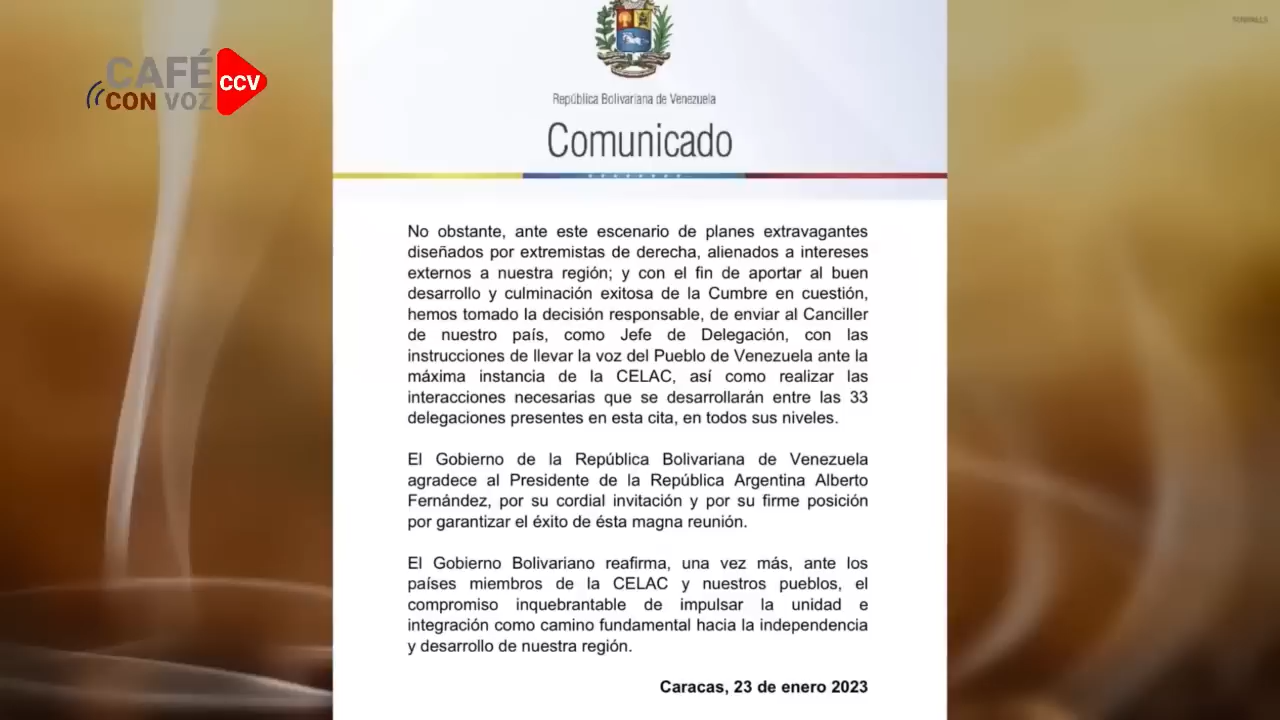 CAFÉ
CON VOZ
CCV
República Bolivariana de Venezuela
Comunicado
No obstante, ante este escenario de planes extravagantes
diseñados por extremistas de derecha, alienados a intereses
externos a nuestra región; y con el fin de aportar al buen
desarrollo y culminación exitosa de la Cumbre en cuestión,
hemos tomado la decisión responsable, de enviar al Canciller
de nuestro país, como Jefe de Delegación, con las
instrucciones de llevar la voz del Pueblo de Venezuela ante la
máxima instancia de la CELAC, así como realizar las
interacciones necesarias que se desarrollarán entre las 33
delegaciones presentes en esta cita, en todos sus niveles.
El Gobierno de la República Bolivariana de Venezuela
agradece al Presidente de la República Argentina Alberto
Fernández, por su cordial invitación y por su firme posición
por garantizar el éxito de ésta magna reunión.
El Gobierno Bolivariano reafirma, una vez más, ante los
países miembros de la CELAC y nuestros pueblos, el
compromiso inquebrantable de impulsar la unidad e
integración como camino fundamental hacia la independencia
y desarrollo de nuestra región.
Caracas, 23 de enero 2023